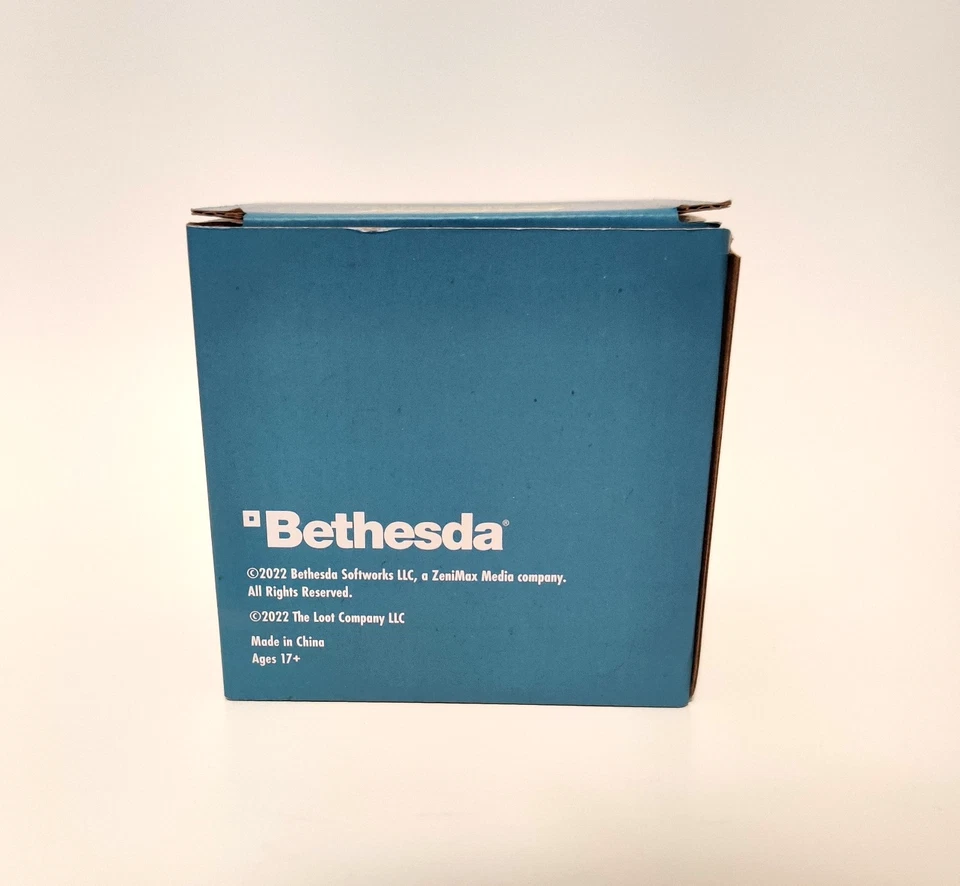 Bethesda®
©2022 Bethesda Softworks LLC, a ZeniMax Media company.
All Rights Reserved.
©2022 The Loot Company LLC
Made in China
Ages 17+